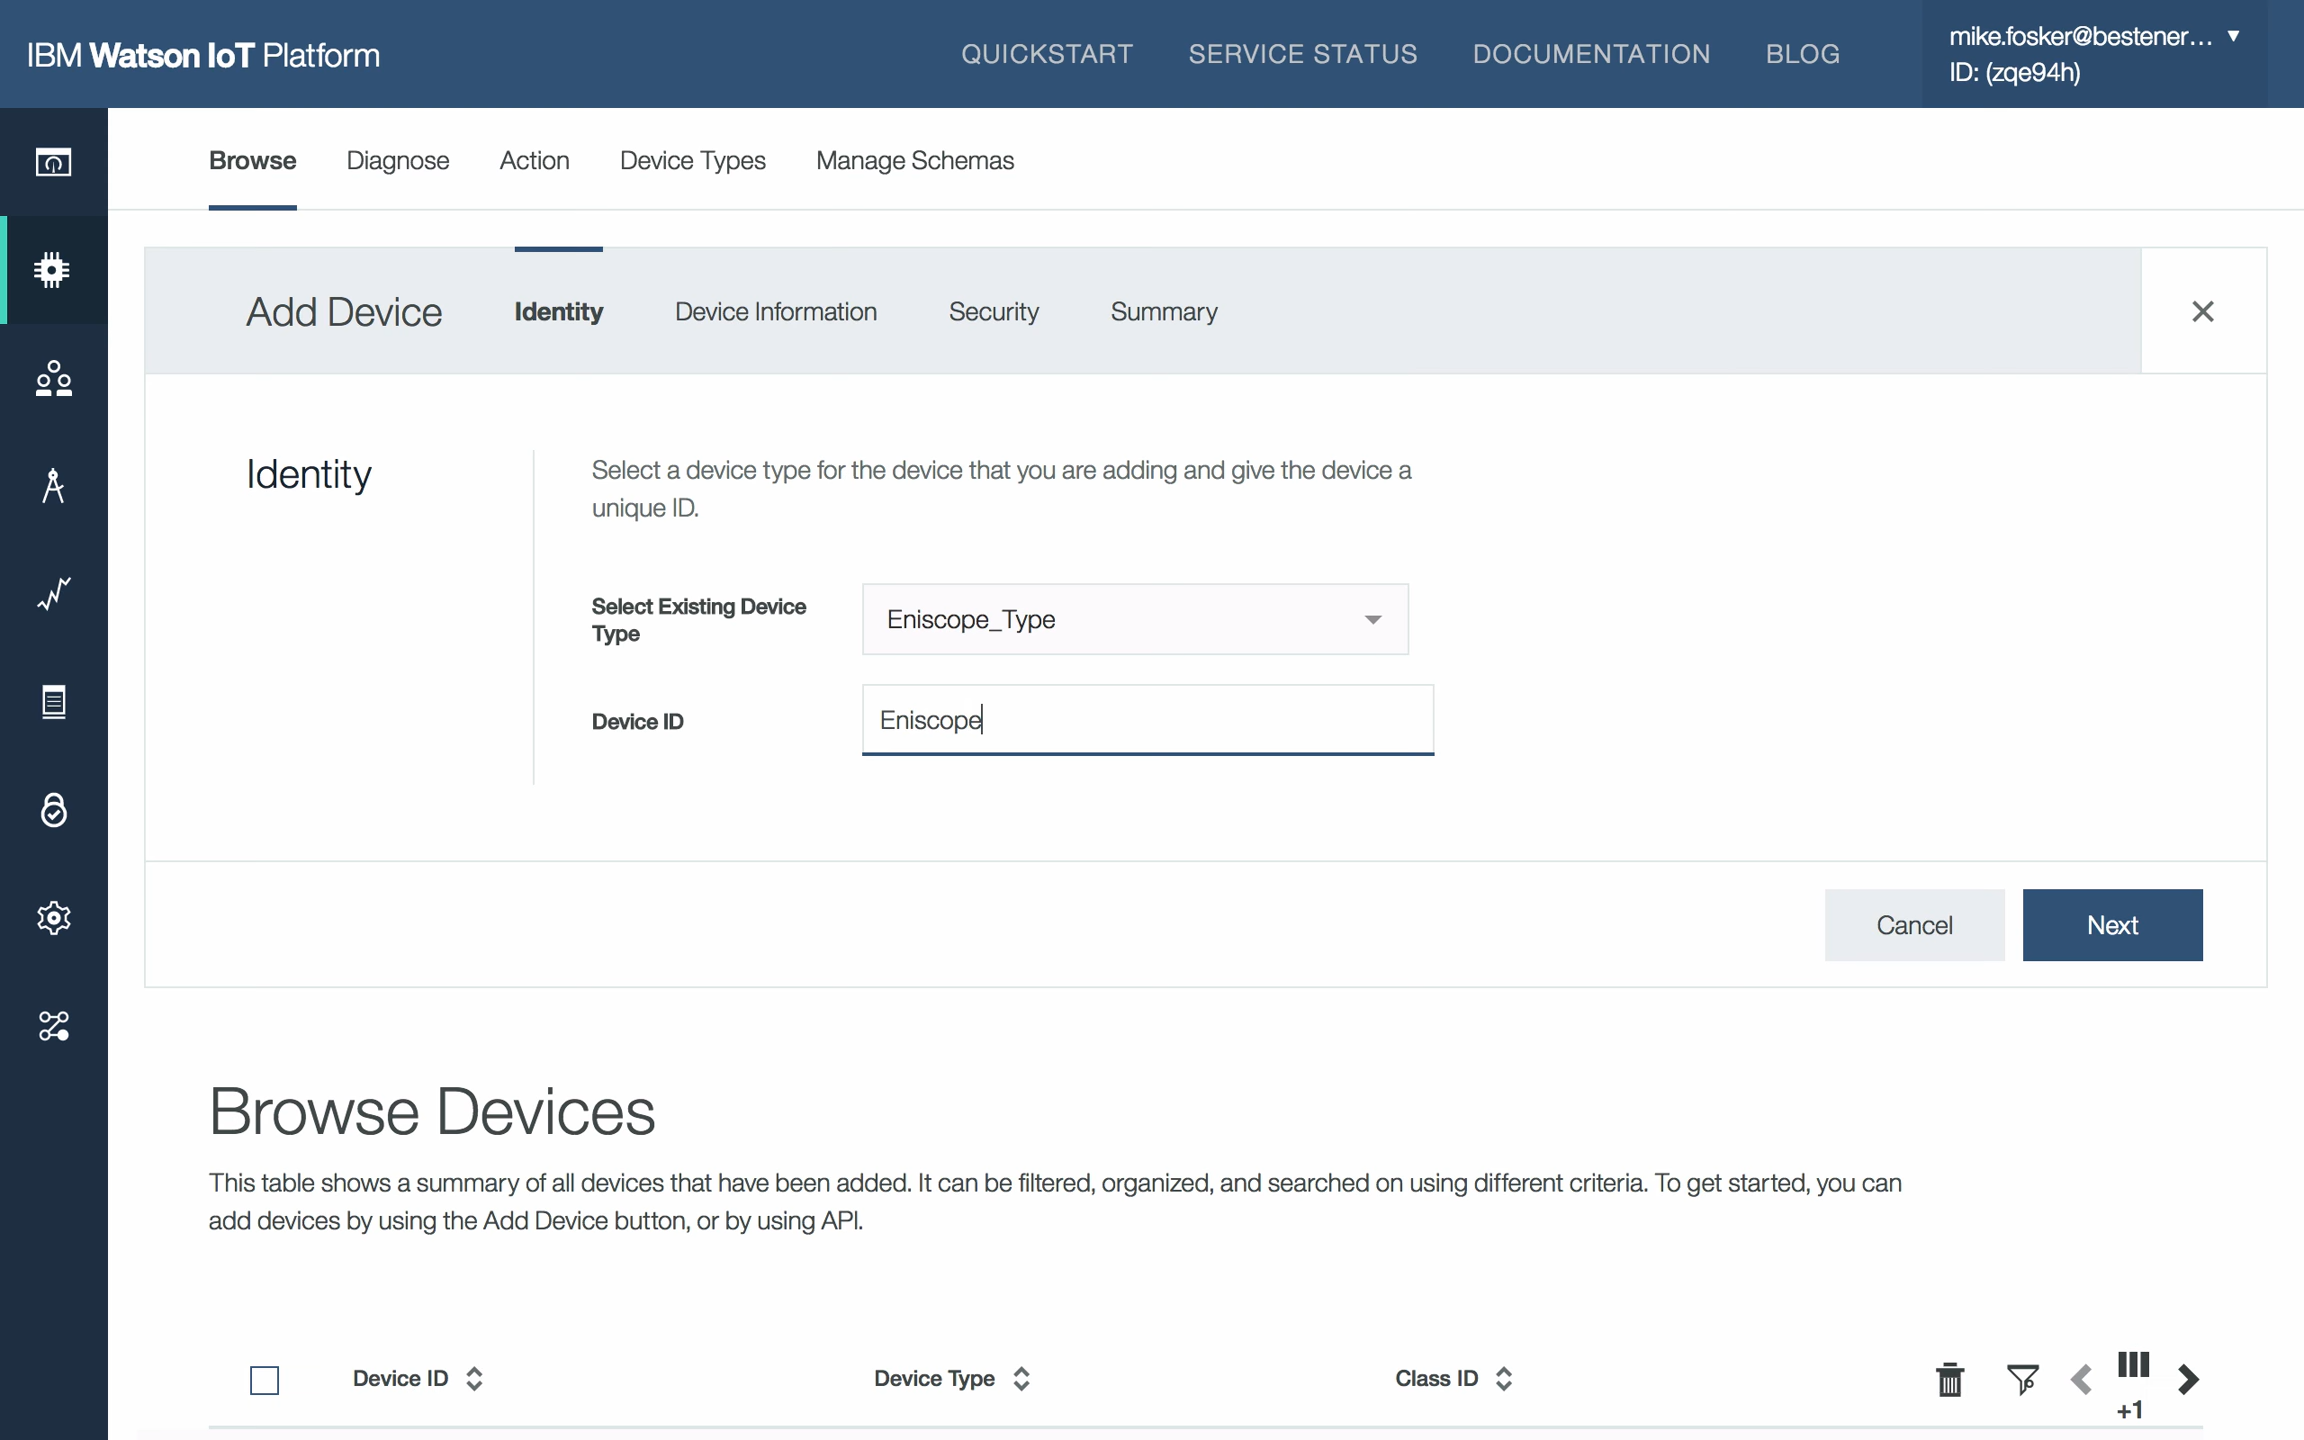 IBM Watson IoT Platform
QUICKSTART
SERVICE STATUS
DOCUMENTATION
BLOG
mike.fosker@bestener...
ID: (zqe94h)
Browse
Diagnose
Action
Device Types
Manage Schemas
Add Device
Identity
Device Information
Security
Summary
Identity
Select a device type for the device that you are adding and give the device a
unique ID.
Select Existing Device
Type
Eniscope_Type
Device ID
Eniscope
Cancel
Next
Browse Devices
This table shows a summary of all devices that have been added. It can be filtered, organized, and searched on using different criteria. To get started, you can
add devices by using the Add Device button, or by using API.
Device ID
Device Type
Class ID
+1